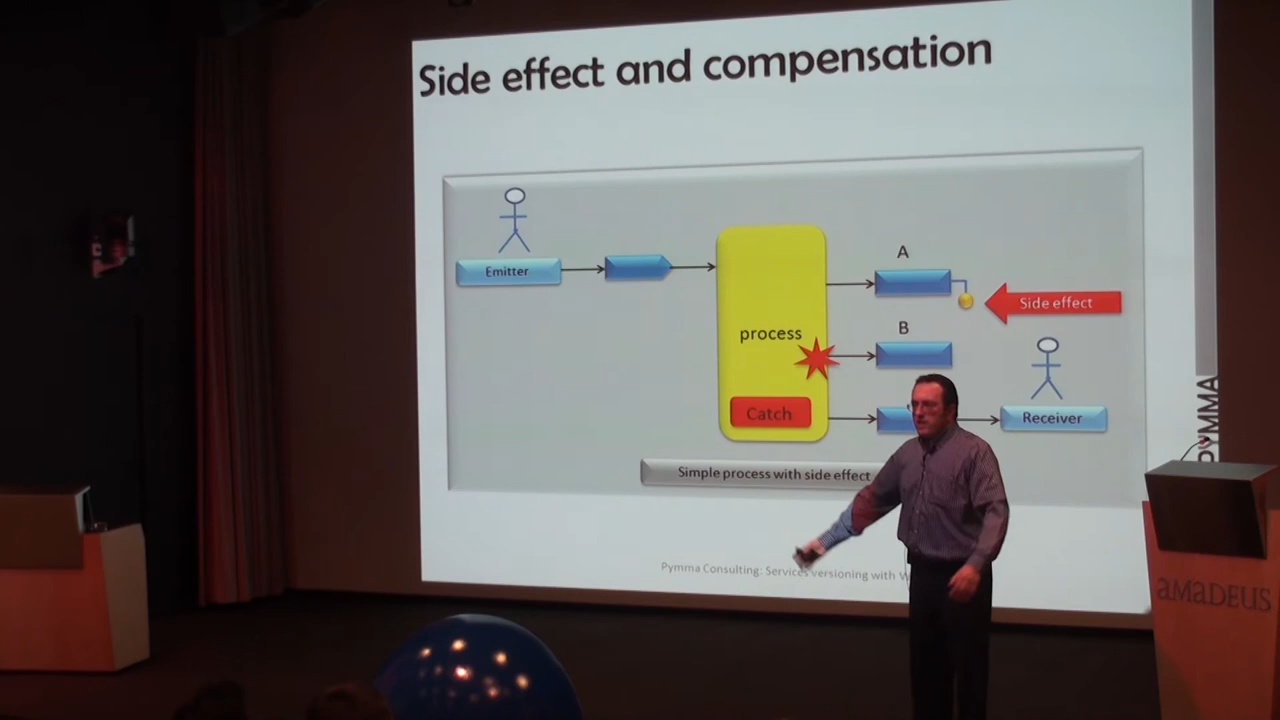 Side effect and compensation
Emitter
A
Side effect
B
process
Catch
Receiver
Simple process with side effect
Pymma Consulting: Services versioning with
PYMMA
amadeus